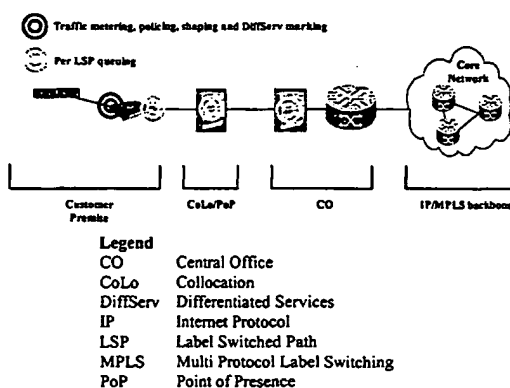 Traffic metering, policing, shaping and DiffServ marking
Per LSP queuing
Core
Network
Customer
Premise
CoLo/PoP
CO
IP/MPLS backbone
Legend
CO Central Office
CoLo Collocation
DiffServ Differentiated Services
IP Internet Protocol
LSP Label Switched Path
MPLS Multi Protocol Label Switching
PoP Point of Presence